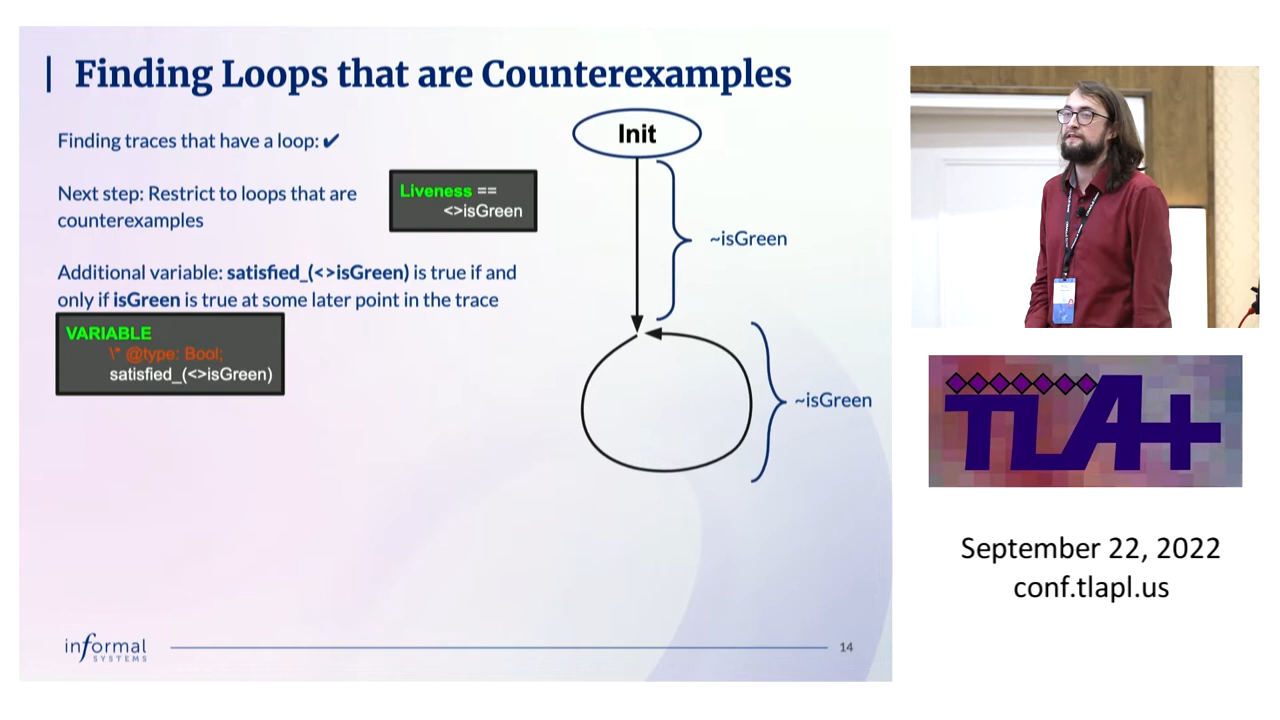 | Finding Loops that are Counterexamples
Finding traces that have a loop: ✔
Next step: Restrict to loops that are
counterexamples
Liveness ==
<>isGreen
Additional variable: satisfied_(<>isGreen) is true if and
only if isGreen is true at some later point in the trace
VARIABLE
\* @type: Bool;
satisfied_(<>isGreen)
Init
~isGreen
~isGreen
informal
SYSTEMS
14
TLA+
September 22, 2022
conf.tlapl.us